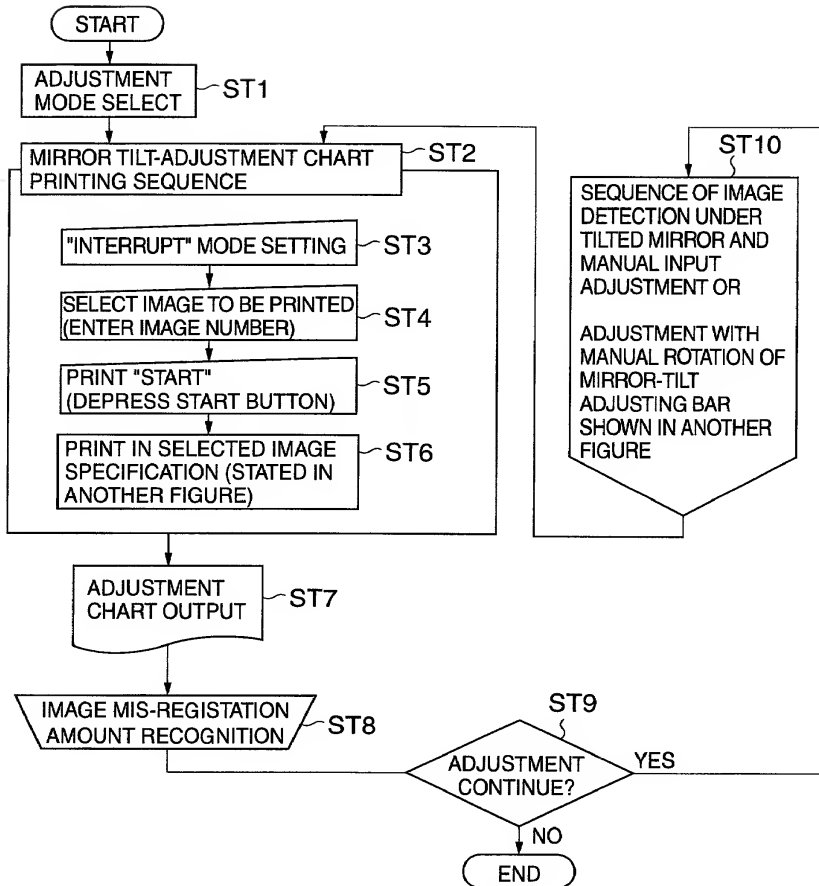 START
ADJUSTMENT
MODE SELECT
ST1
MIRROR TILT-ADJUSTMENT CHART
PRINTING SEQUENCE
ST2
"INTERRUPT" MODE SETTING
ST3
SELECT IMAGE TO BE PRINTED
(ENTER IMAGE NUMBER)
ST4
PRINT "START"
(DEPRESS START BUTTON)
ST5
PRINT IN SELECTED IMAGE
SPECIFICATION (STATED IN
ANOTHER FIGURE)
ST6
ADJUSTMENT
CHART OUTPUT
ST7
IMAGE MIS-REGISTATION
AMOUNT RECOGNITION
ST8
ST9
ADJUSTMENT
CONTINUE?
YES
NO
END
ST10
SEQUENCE OF IMAGE
DETECTION UNDER
TILTED MIRROR AND
MANUAL INPUT
ADJUSTMENT OR
ADJUSTMENT WITH
MANUAL ROTATION OF
MIRROR-TILT
ADJUSTING BAR
SHOWN IN ANOTHER
FIGURE